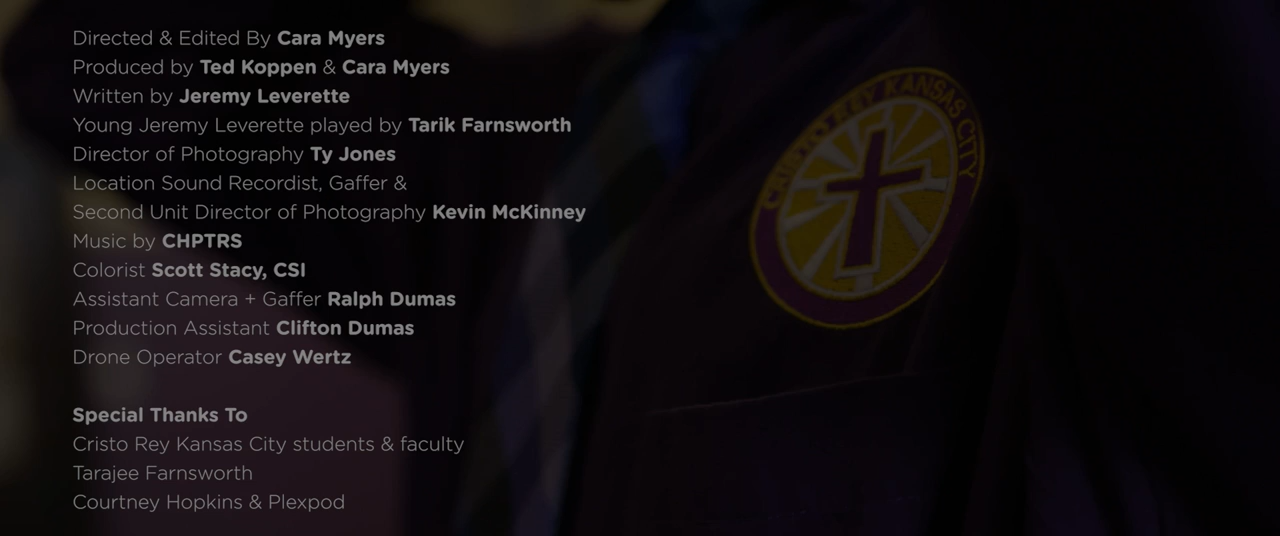 Directed & Edited By Cara Myers
Produced by Ted Koppen & Cara Myers
Written by Jeremy Leverette
Young Jeremy Leverette played by Tarik Farnsworth
Director of Photography Ty Jones
Location Sound Recordist, Gaffer &
Second Unit Director of Photography Kevin McKinney
Music by CHPTRS
Colorist Scott Stacy, CSI
Assistant Camera + Gaffer Ralph Dumas
Production Assistant Clifton Dumas
Drone Operator Casey Wertz
Special Thanks To
Cristo Rey Kansas City students & faculty
Tarajee Farnsworth
Courtney Hopkins & Plexpod
CRISTO REY KANSAS CITY